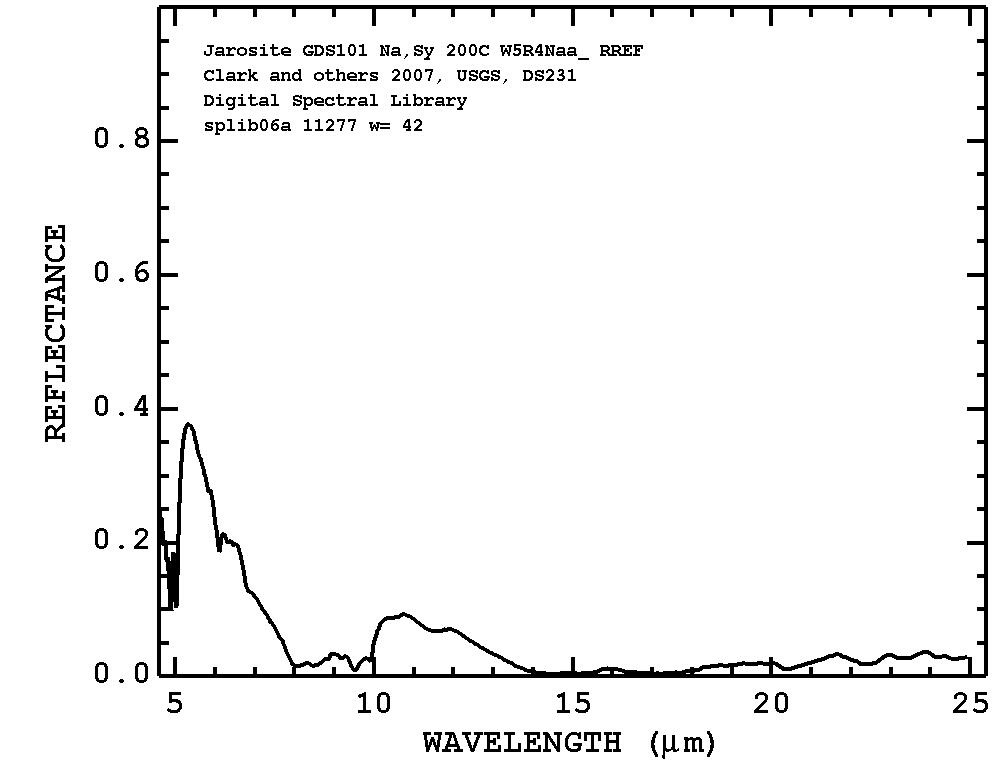 Jarosite GDS101 Na,Sy 200C W5R4Naa_ RREF
Clark and others 2007, USGS, DS231
Digital Spectral Library
splib06a 11277 w= 42
REFLECTANCE
0.8
0.6
0.4
0.2
0.0
5 10 15 20 25
WAVELENGTH (µm)